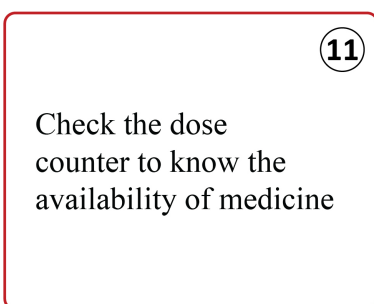 11
Check the dose
counter to know the
availability of medicine